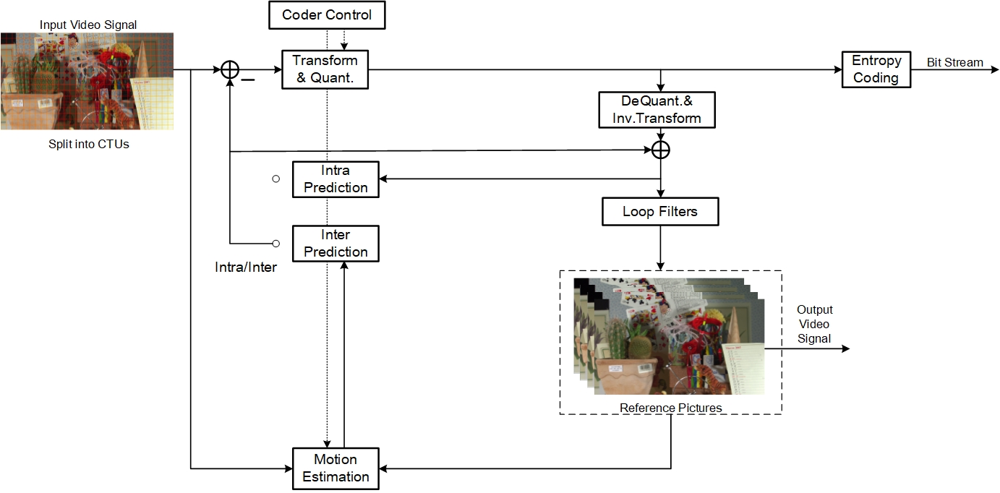 Coder Control
Input Video Signal
Transform
& Quant.
Entropy
Coding
Bit Stream
DeQuant.&
Inv.Transform
Split into CTUs
Intra
Prediction
Loop Filters
Inter
Prediction
Intra/Inter
Output
Video
Signal
Reference Pictures
Motion
Estimation